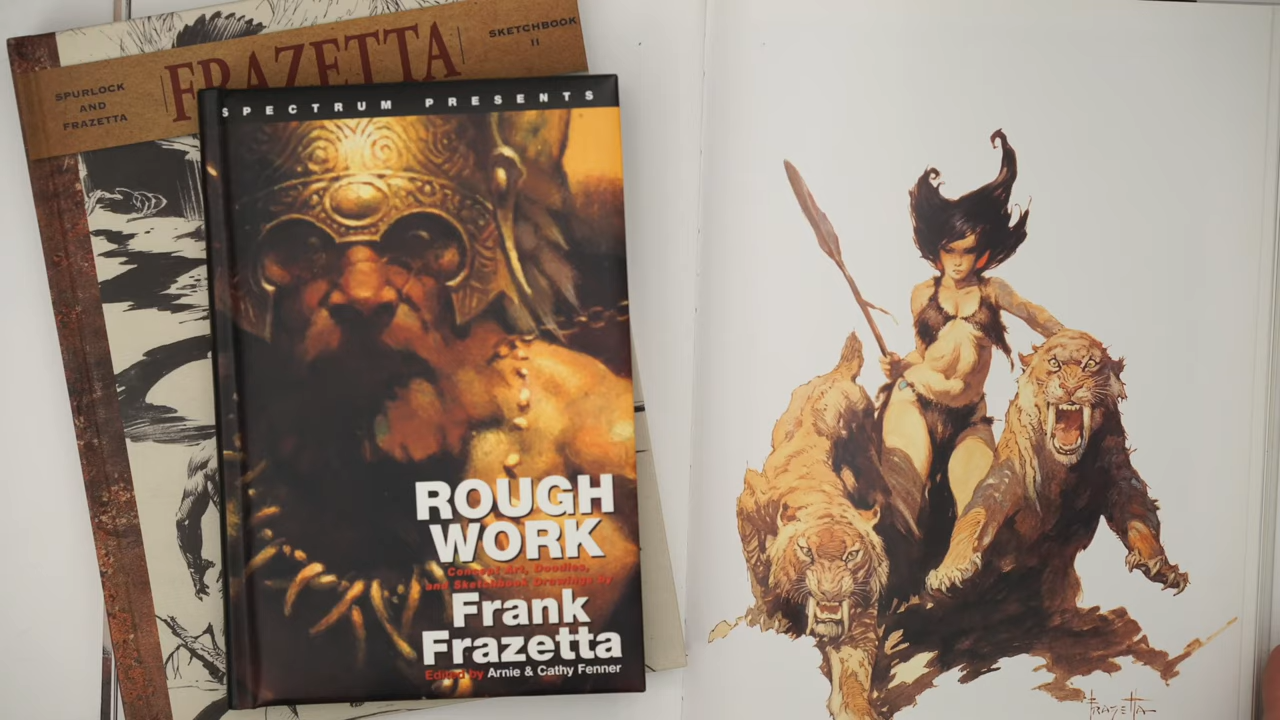 SPURLOCK
AND
FRAZETTA
FRAZETTA
SKETCHBOOK
II
SPECTRUM PRESENTS
ROUGH
WORK
Concept Art, Doodles,
and Sketchbook Drawings by
Frank
Frazetta
Edited by Arnie & Cathy Fenner
FRAZETTA